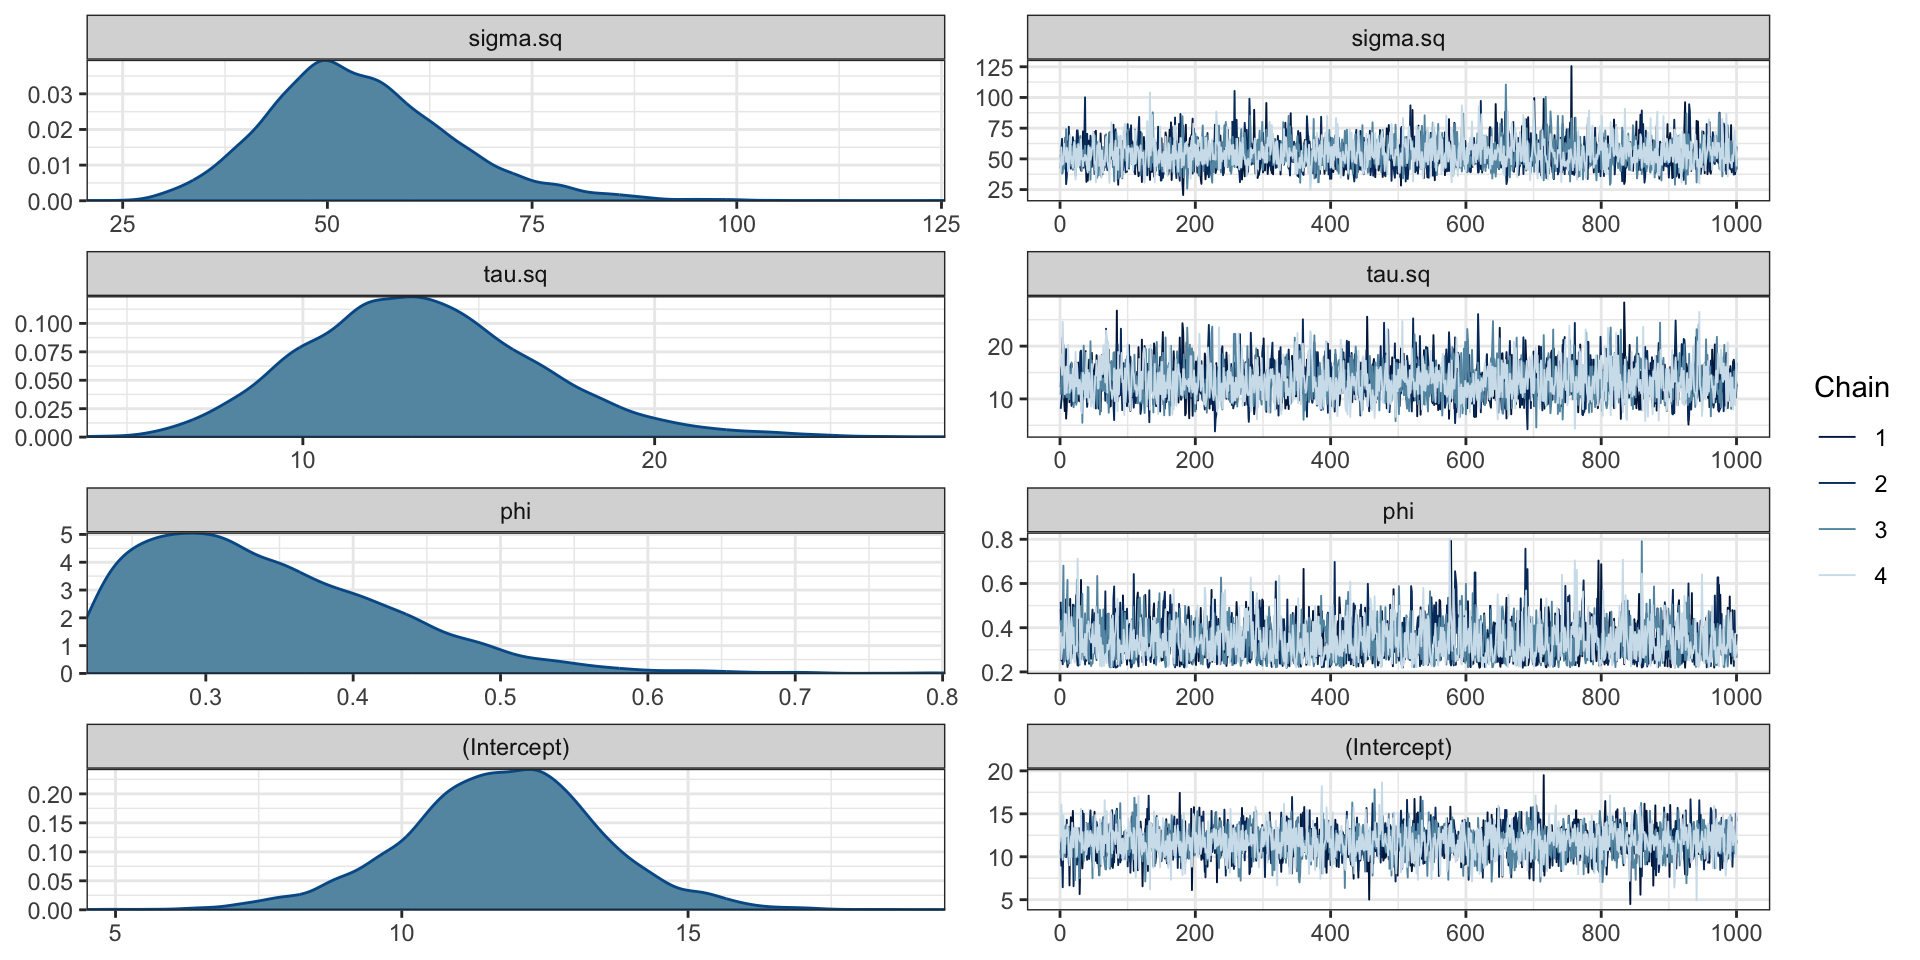 sigma.sq
0.03
0.02
0.01
0.00
25 50 75 100 125
sigma.sq
125
100
75
50
25
0 200 400 600 800 1000
tau.sq
0.100
0.075
0.050
0.025
0.000
10 20
tau.sq
20
10
0 200 400 600 800 1000
phi
5
4
3
2
1
0
0.3 0.4 0.5 0.6 0.7 0.8
phi
0.8
0.6
0.4
0.2
0 200 400 600 800 1000
(Intercept)
0.20
0.15
0.10
0.05
0.00
5 10 15
(Intercept)
20
15
10
5
0 200 400 600 800 1000
Chain
1
2
3
4